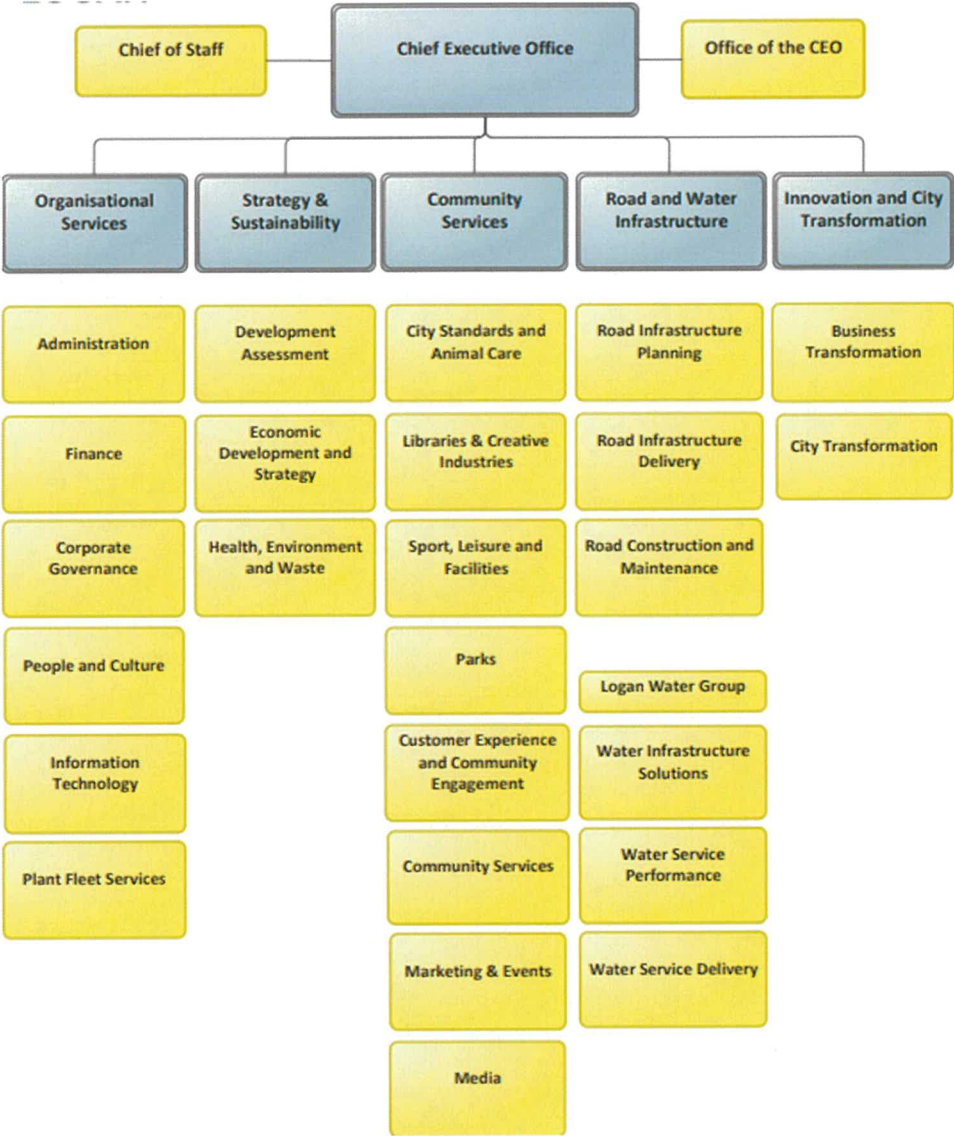 Chief of Staff
Chief Executive Office
Office of the CEO
Organisational
Services
Strategy &
Sustainability
Community
Services
Road and Water
Infrastructure
Innovation and City
Transformation
Administration
Finance
Corporate
Governance
People and Culture
Information
Technology
Plant Fleet Services
Development
Assessment
Economic
Development and
Strategy
Health, Environment
and Waste
City Standards and
Animal Care
Libraries & Creative
Industries
Sport, Leisure and
Facilities
Parks
Customer Experience
and Community
Engagement
Community Services
Marketing & Events
Media
Road Infrastructure
Planning
Road Infrastructure
Delivery
Road Construction and
Maintenance
Logan Water Group
Water Infrastructure
Solutions
Water Service
Performance
Water Service Delivery
Business
Transformation
City Transformation